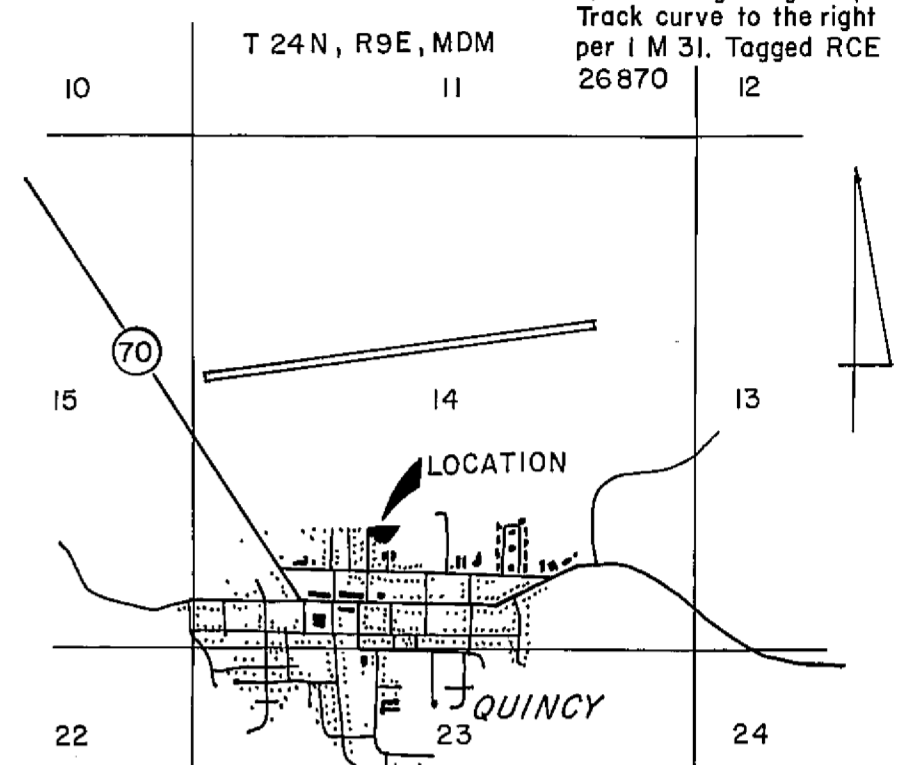 Track curve to the right
per 1 M 31. Tagged RCE
26870
T 24N, R9E, MDM
10
11
12
70
15
14
13
LOCATION
QUINCY
22
23
24